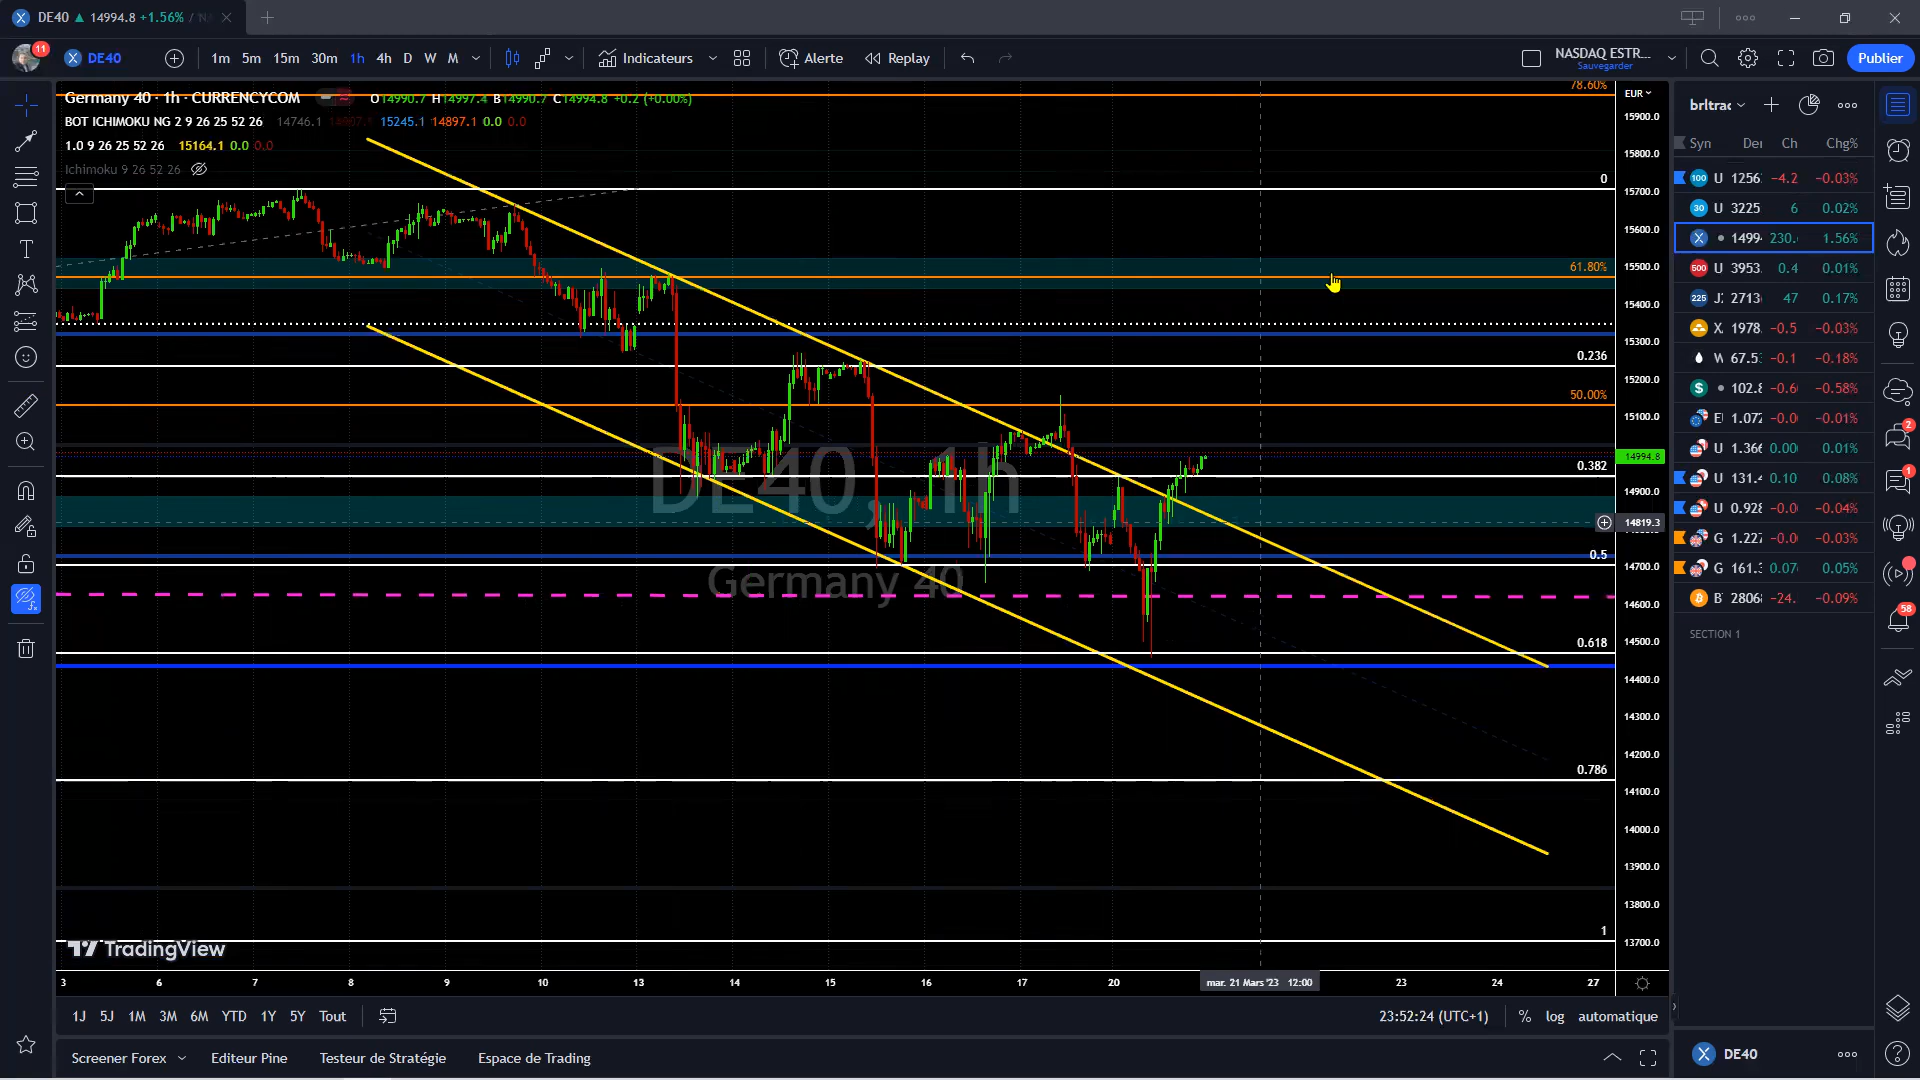 DE40 ▲ 14994.8 +1.56% /
11 DE40 1m 5m 15m 30m 1h 4h D W M Indicateurs Alerte Replay NASDAQ ESTR... Publier
Sauvegarder
Germany 40 · 1h · CURRENCYCOM O14990.7 H14997.4 B14990.7 C14994.8 +0.2 (+0.00%)
BOT ICHIMOKU NG 2 9 26 25 52 26 14746.1 15245.1 14897.1 0.0 0.0
1.0 9 26 25 52 26 15164.1 0.0 0.0
Ichimoku 9 26 52 26
78.60%
0
61.80%
0.236
50.00%
0.382
0.5
0.618
0.786
1
DE40, 1h
Germany 40
TradingView
EUR
15900.0
15800.0
15700.0
15600.0
15500.0
15400.0
15300.0
15200.0
15100.0
14994.8
14900.0
14819.3
14700.0
14600.0
14500.0
14400.0
14300.0
14200.0
14100.0
14000.0
13900.0
13800.0
13700.0
3 6 7 8 9 10 13 14 15 16 17 20 mar. 21 Mars '23 12:00 23 24 27
1J 5J 1M 3M 6M YTD 1Y 5Y Tout 23:52:24 (UTC+1) % log automatique
Screener Forex Editeur Pine Testeur de Stratégie Espace de Trading
brltrac
Syn Der Ch Chg%
100 U 1256 −4.2 −0.03%
30 U 3225 6 0.02%
1499 230. 1.56%
500 U 3953 0.4 0.01%
225 J 2713 47 0.17%
X 1978. −0.5 −0.03%
W 67.5 −0.1 −0.18%
$ 102.8 −0.6 −0.58%
E 1.072 −0.0 −0.01%
U 1.366 0.00 0.01%
U 131.4 0.10 0.08%
U 0.928 −0.0 −0.04%
G 1.227 −0.0 −0.03%
G 161.3 0.07 0.05%
B 2806 −24. −0.09%
SECTION 1
DE40
2
1
58